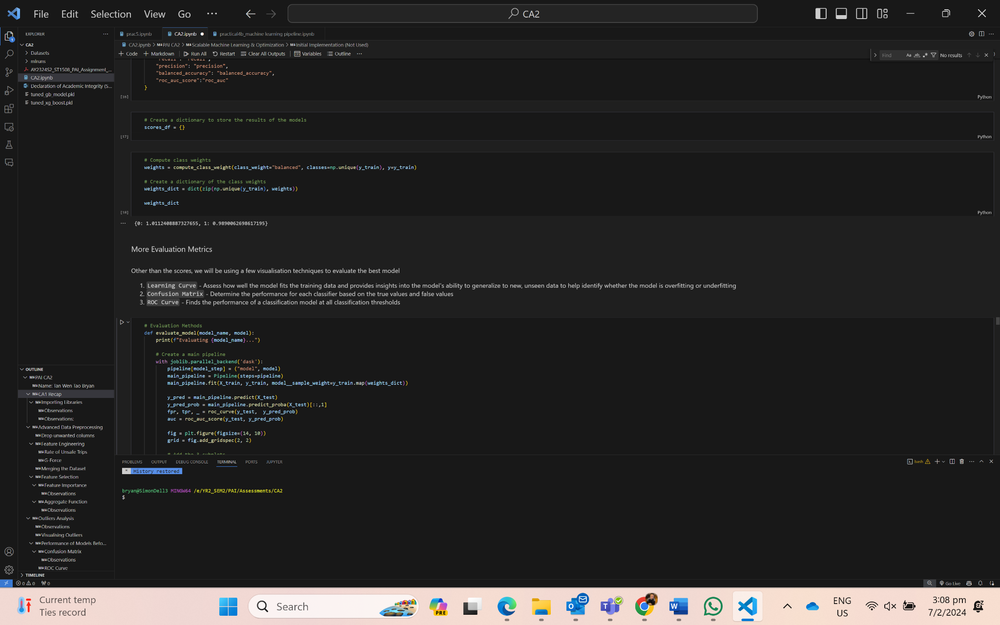 File Edit Selection View Go ···
CA2
EXPLORER
CA2
Datasets
mlruns
AY2324S2_ST1508_PAI_Assignment_...
CA2.ipynb
Declaration of Academic Integrity (S...
tuned_gb_model.pkl
tuned_xg_boost.pkl
OUTLINE
M↓PAI CA2
M↓Name: Tan Wen Tao Bryan
M↓CA1 Recap
M↓Importing Libraries
M↓Observations
M↓Observations:
M↓Advanced Data Preprocessing
M↓Drop unwanted columns
M↓Feature Engineering
M↓Rate of Unsafe Trips
M↓G-Force
M↓Merging the Dataset
M↓Feature Selection
M↓Feature Importance
M↓Observations
M↓Aggregate Function
M↓Observations
M↓Outliers Analysis
M↓Observations
M↓Visualising Outliers
M↓Performance of Models Befo...
M↓Confusion Matrix
M↓Observations
M↓ROC Curve
TIMELINE
prac5.ipynb CA2.ipynb practical4b_machine learning pipeline.ipynb
CA2.ipynb > M↓PAI CA2 > M↓Scalable Machine Learning & Optimization > M↓Initial Implementation (Not Used)
+ Code + Markdown Run All Restart Clear All Outputs Variables Outline ···
Find Aa ab No results
"recall": "recall",
"precision": "precision",
"balanced_accuracy": "balanced_accuracy",
"roc_auc_score":"roc_auc"
}
[16] Python
# Create a dictionary to store the results of the models
scores_df = {}
[17] Python
# Compute class weights
weights = compute_class_weight(class_weight="balanced", classes=np.unique(y_train), y=y_train)
# Create a dictionary of the class weights
weights_dict = dict(zip(np.unique(y_train), weights))
weights_dict
[18] Python
··· {0: 1.0112408887327655, 1: 0.9890062698617195}
More Evaluation Metrics
Other than the scores, we will be using a few visualisation techniques to evaluate the best model
1. Learning Curve - Assess how well the model fits the training data and provides insights into the model's ability to generalize to new, unseen data to help identify whether the model is overfitting or underfitting
2. Confusion Matrix - Determine the performance for each classifier based on the true values and false values
3. ROC Curve - Finds the performance of a classification model at all classification thresholds
# Evaluation Methods
def evaluate_model(model_name, model):
print(f"Evaluating {model_name}...")
# Create a main pipeline
with joblib.parallel_backend('dask'):
pipeline[model_step] = ("model", model)
main_pipeline = Pipeline(steps=pipeline)
main_pipeline.fit(X_train, y_train, model__sample_weight=y_train.map(weights_dict))
y_pred = main_pipeline.predict(X_test)
y_pred_prob = main_pipeline.predict_proba(X_test)[::,1]
fpr, tpr, _ = roc_curve(y_test, y_pred_prob)
auc = roc_auc_score(y_test, y_pred_prob)
fig = plt.figure(figsize=(14, 10))
grid = fig.add_gridspec(2, 2)
# Add the 3 subplots
PROBLEMS OUTPUT DEBUG CONSOLE TERMINAL PORTS JUPYTER
bash
* History restored
bryan@SimonDell3 MINGW64 /e/YR2_SEM2/PAI/Assessments/CA2
$
0 0 0
Go Live
Current temp
Ties record
Search
PRE
ENG
US
3:08 pm
7/2/2024